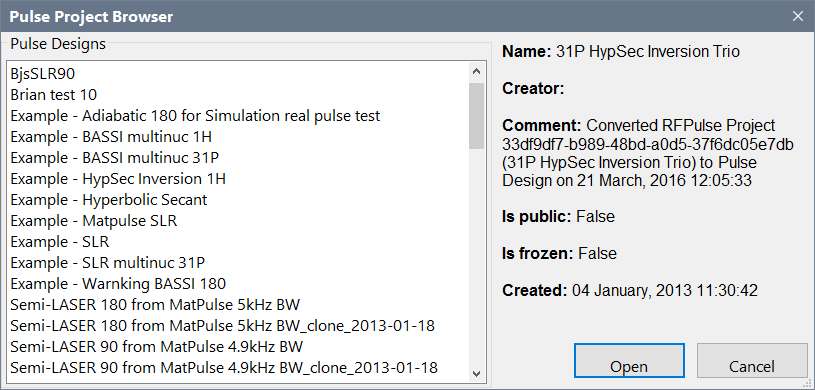 Pulse Project Browser
Pulse Designs
BjsSLR90
Brian test 10
Example - Adiabatic 180 for Simulation real pulse test
Example - BASSI multinuc 1H
Example - BASSI multinuc 31P
Example - HypSec Inversion 1H
Example - Hyperbolic Secant
Example - Matpulse SLR
Example - SLR
Example - SLR multinuc 31P
Example - Warnking BASSI 180
Semi-LASER 180 from MatPulse 5kHz BW
Semi-LASER 180 from MatPulse 5kHz BW_clone_2013-01-18
Semi-LASER 90 from MatPulse 4.9kHz BW
Semi-LASER 90 from MatPulse 4.9kHz BW_clone_2013-01-18
Name: 31P HypSec Inversion Trio
Creator:
Comment: Converted RFPulse Project
33df9df7-b989-48bd-a0d5-37f6dc05e7db
(31P HypSec Inversion Trio) to Pulse
Design on 21 March, 2016 12:05:33
Is public: False
Is frozen: False
Created: 04 January, 2013 11:30:42
Open
Cancel